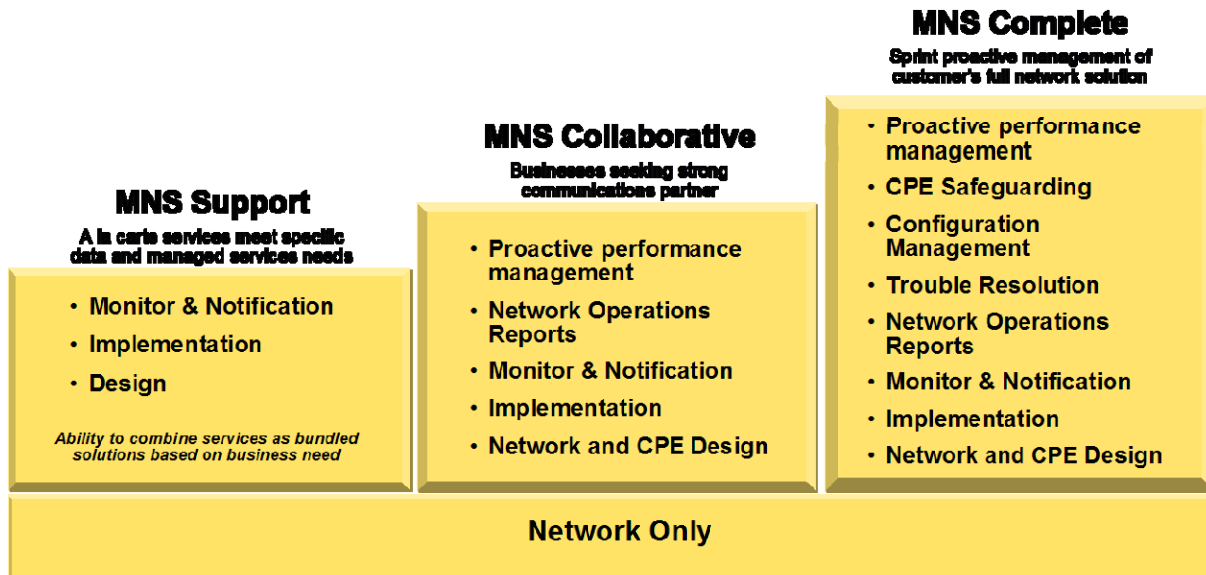 MNS Support
A la carte services meet specific
data and managed services needs
• Monitor & Notification
• Implementation
• Design
Ability to combine services as bundled
solutions based on business need
MNS Collaborative
Businesses seeking strong
communications partner
• Proactive performance
management
• Network Operations
Reports
• Monitor & Notification
• Implementation
• Network and CPE Design
MNS Complete
Sprint proactive management of
customer's full network solution
• Proactive performance
management
• CPE Safeguarding
• Configuration
Management
• Trouble Resolution
• Network Operations
Reports
• Monitor & Notification
• Implementation
• Network and CPE Design
Network Only